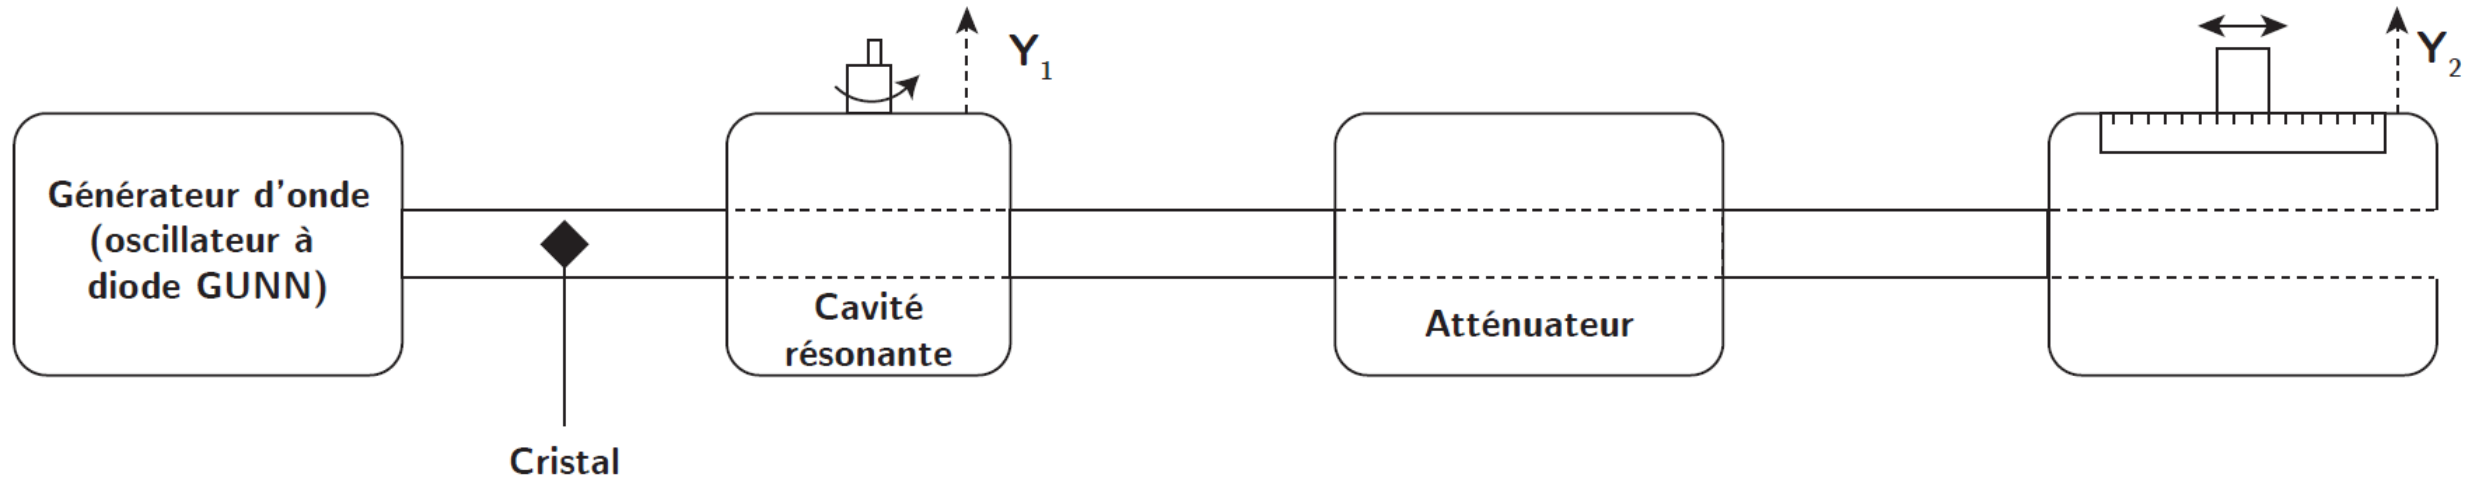 Y₁
Y₂
Générateur d'onde
(oscillateur à
diode GUNN)
Cavité
résonante
Atténuateur
Cristal